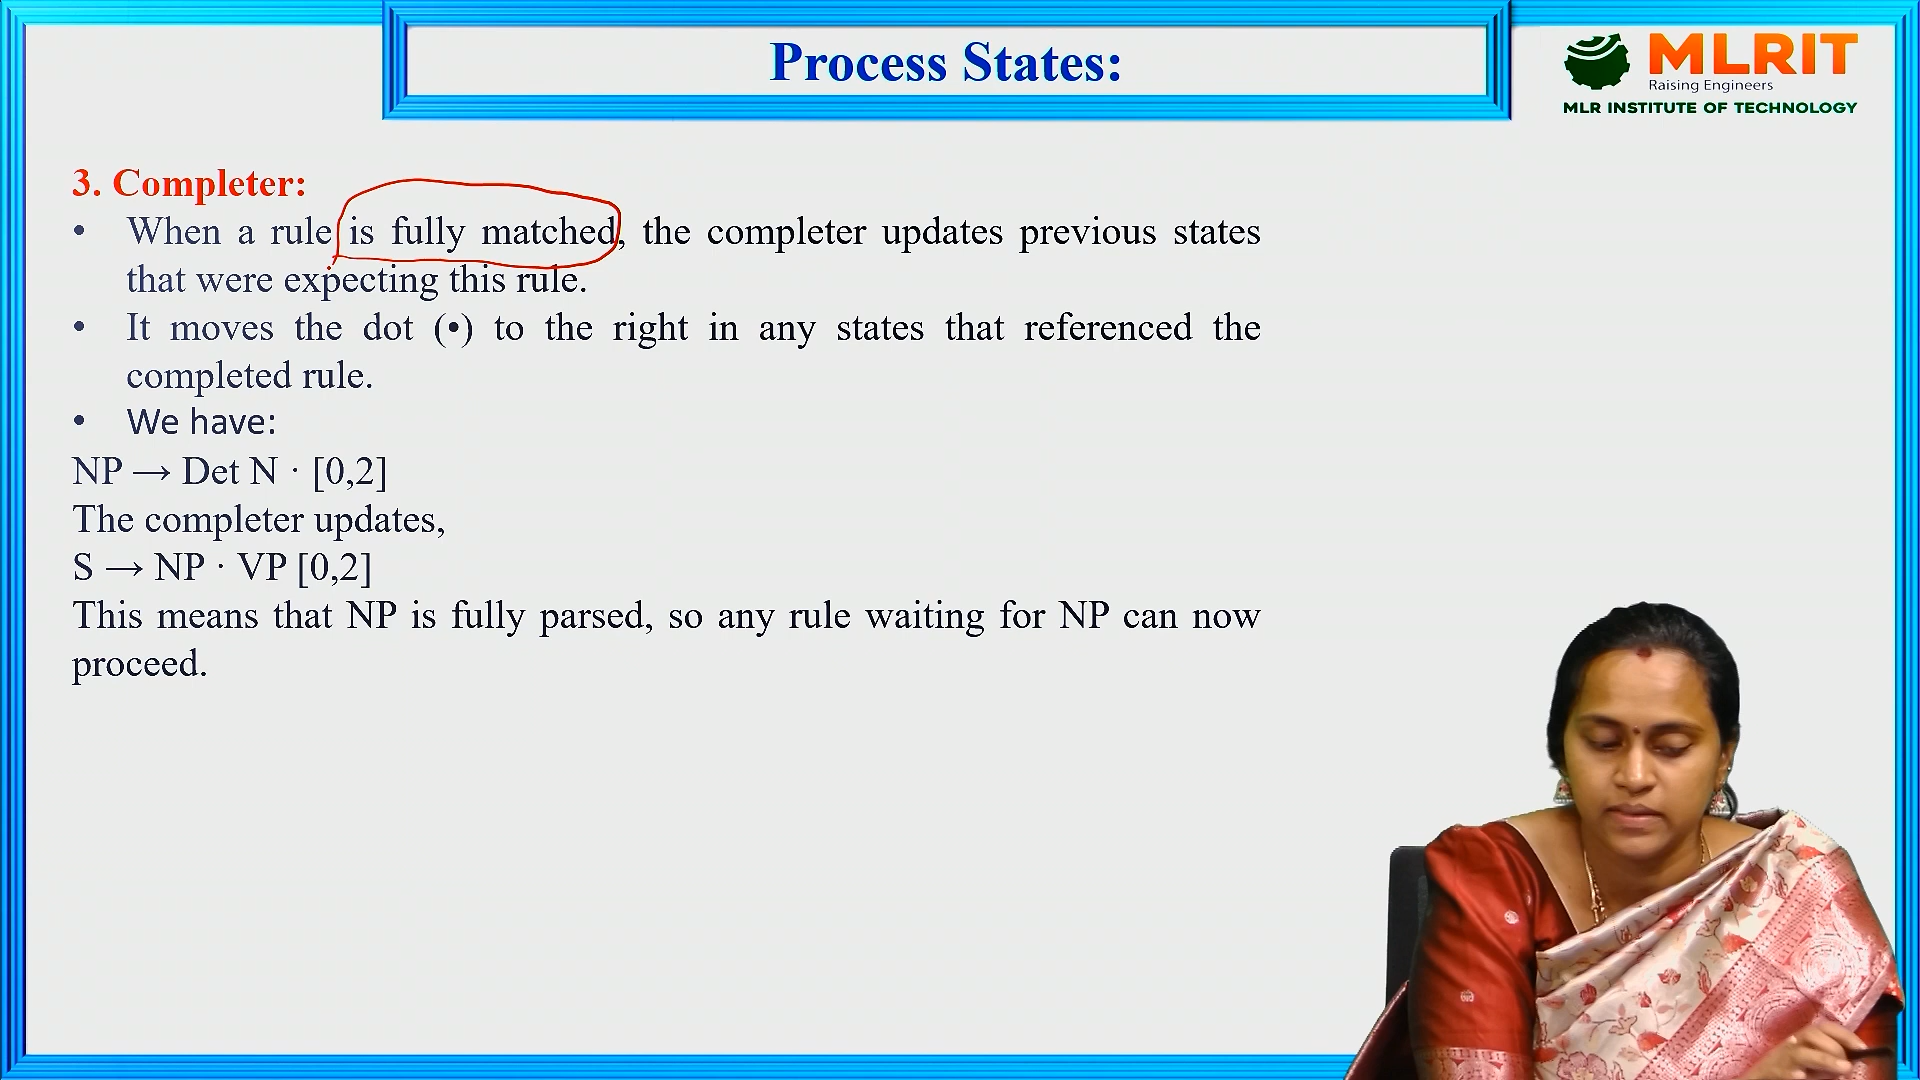 Process States:
MLRIT
Raising Engineers
MLR INSTITUTE OF TECHNOLOGY
3. Completer:
• When a rule is fully matched, the completer updates previous states
that were expecting this rule.
• It moves the dot (•) to the right in any states that referenced the
completed rule.
• We have:
NP → Det N · [0,2]
The completer updates,
S → NP · VP [0,2]
This means that NP is fully parsed, so any rule waiting for NP can now
proceed.